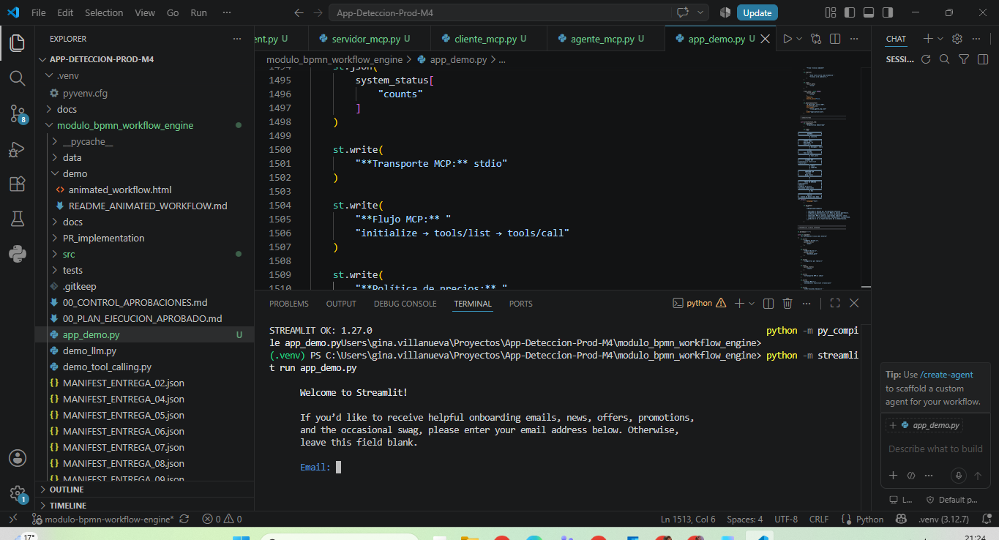 File Edit Selection View Go Run ··· App-Deteccion-Prod-M4 Update
EXPLORER ···
APP-DETECCION-PROD-M4
.venv
pyvenv.cfg
docs
modulo_bpmn_workflow_engine
__pycache__
data
demo
animated_workflow.html
README_ANIMATED_WORKFLOW.md
docs
PR_implementation
src
tests
.gitkeep
00_CONTROL_APROBACIONES.md
00_PLAN_EJECUCION_APROBADO.md
app_demo.py U
demo_llm.py
demo_tool_calling.py
MANIFEST_ENTREGA_02.json
MANIFEST_ENTREGA_04.json
MANIFEST_ENTREGA_05.json
MANIFEST_ENTREGA_06.json
MANIFEST_ENTREGA_07.json
MANIFEST_ENTREGA_08.json
MANIFEST_ENTREGA_09.json
OUTLINE
TIMELINE
8
1
ent.py U servidor_mcp.py U cliente_mcp.py U agente_mcp.py U app_demo.py U
modulo_bpmn_workflow_engine > app_demo.py > ...
1494 st.json(
1495 system_status[
1496 "counts"
1497 ]
1498 )
1499
1500 st.write(
1501 "**Transporte MCP:** stdio"
1502 )
1503
1504 st.write(
1505 "**Flujo MCP:** "
1506 "initialize → tools/list → tools/call"
1507 )
1508
1509 st.write(
1510 "**Política de precios:** "
PROBLEMS OUTPUT DEBUG CONSOLE TERMINAL PORTS python
STREAMLIT OK: 1.27.0 python -m py_compi
le app_demo.pyUsers\gina.villanueva\Proyectos\App-Deteccion-Prod-M4\modulo_bpmn_workflow_engine>
(.venv) PS C:\Users\gina.villanueva\Proyectos\App-Deteccion-Prod-M4\modulo_bpmn_workflow_engine> python -m streamli
t run app_demo.py
Welcome to Streamlit!
If you’d like to receive helpful onboarding emails, news, offers, promotions,
and the occasional swag, please enter your email address below. Otherwise,
leave this field blank.
Email:
CHAT
SESSI...
Tip: Use /create-agent
to scaffold a custom
agent for your workflow.
app_demo.py
Describe what to build
L... Default p...
modulo-bpmn-workflow-engine* 0 0 Ln 1513, Col 6 Spaces: 4 UTF-8 CRLF Python .venv (3.12.7)
17° 21:24